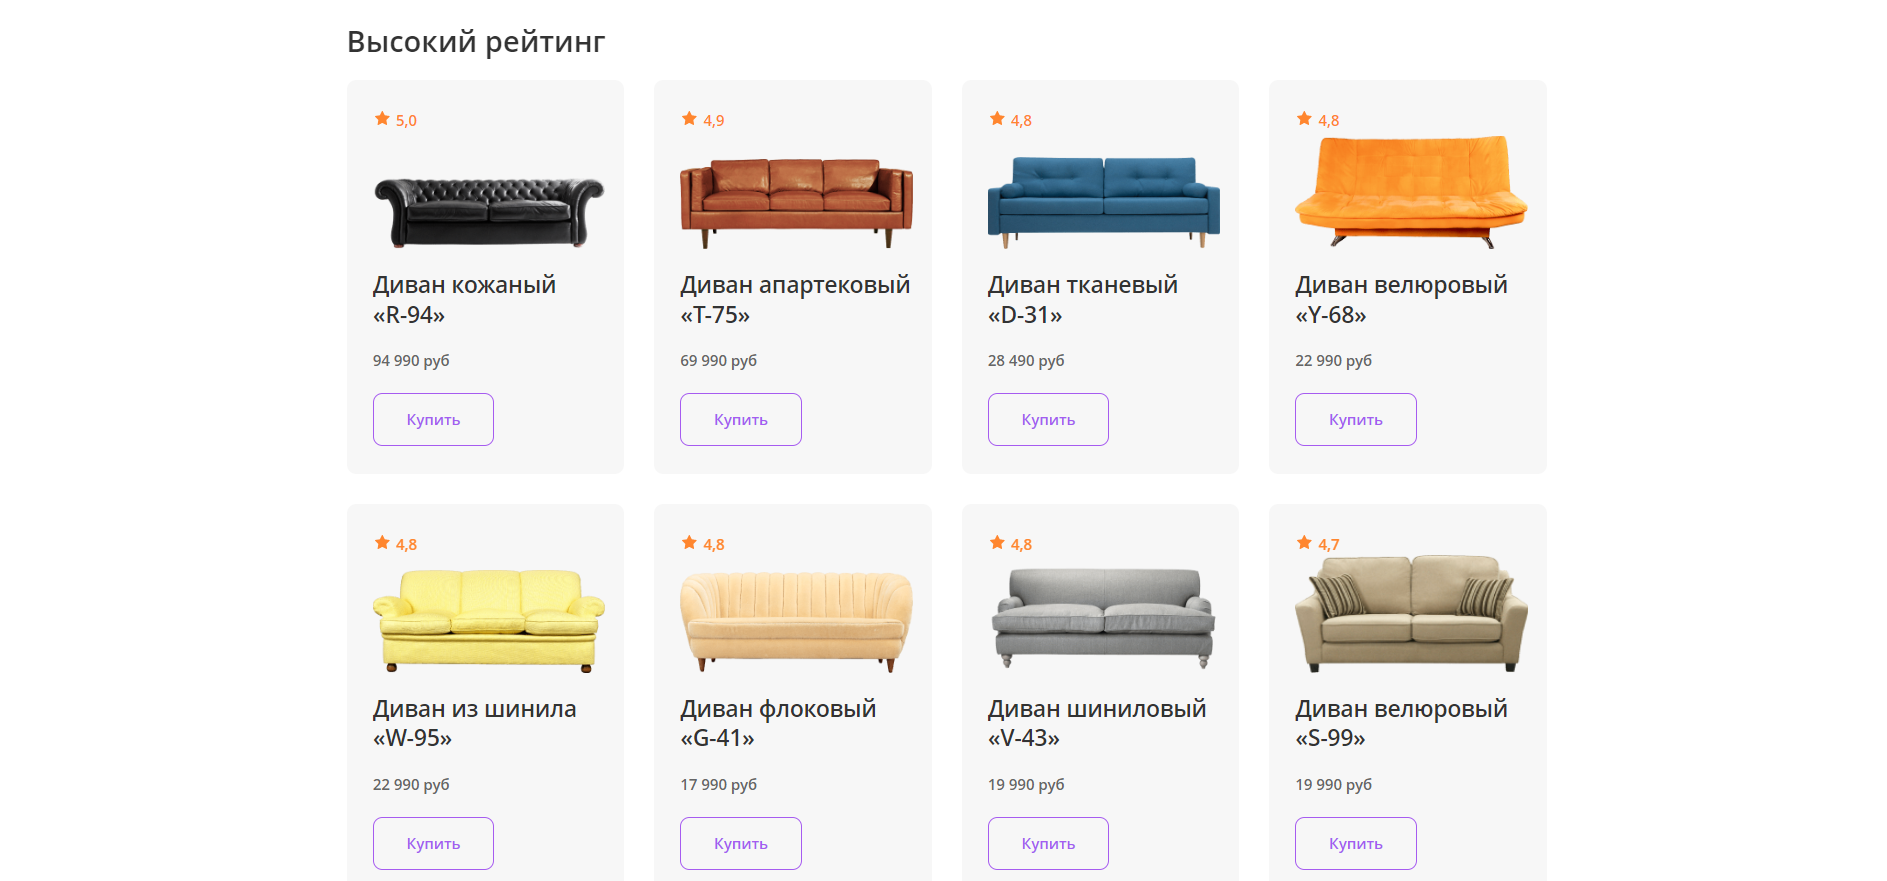 Высокий рейтинг
5,0
4,9
4,8
4,8
Диван кожаный
«R-94»
94 990 руб
Купить
Диван апартековый
«T-75»
69 990 руб
Купить
Диван тканевый
«D-31»
28 490 руб
Купить
Диван велюровый
«Y-68»
22 990 руб
Купить
4,8
4,8
4,8
4,7
Диван из шинила
«W-95»
22 990 руб
Купить
Диван флоковый
«G-41»
17 990 руб
Купить
Диван шиниловый
«V-43»
19 990 руб
Купить
Диван велюровый
«S-99»
19 990 руб
Купить